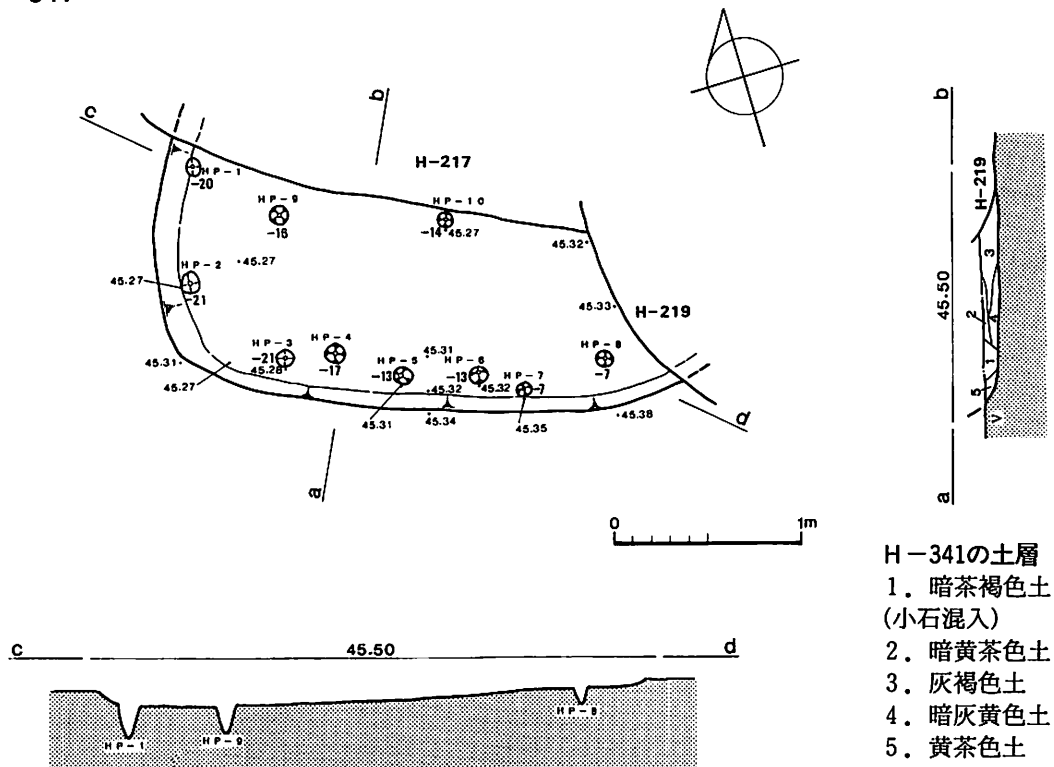 c
b
H-217
HP-1
-20
HP-9
-16
HP-10
-14
45.27
45.32
HP-2
45.27
45.27
-21
45.33
H-219
HP-3
-21
45.28
HP-4
-17
HP-5
-13
45.31
HP-6
-13
45.32
HP-7
-7
HP-8
-7
45.31
45.27
45.32
45.31
45.34
45.35
45.38
a
d
0 1m
b
H-219
45.50
3
2
4
1
5
V
a
H-341の土層
1. 暗茶褐色土
(小石混入)
2. 暗黄茶色土
3. 灰褐色土
4. 暗灰黄色土
5. 黄茶色土
c 45.50 d
HP-1
HP-9
HP-8